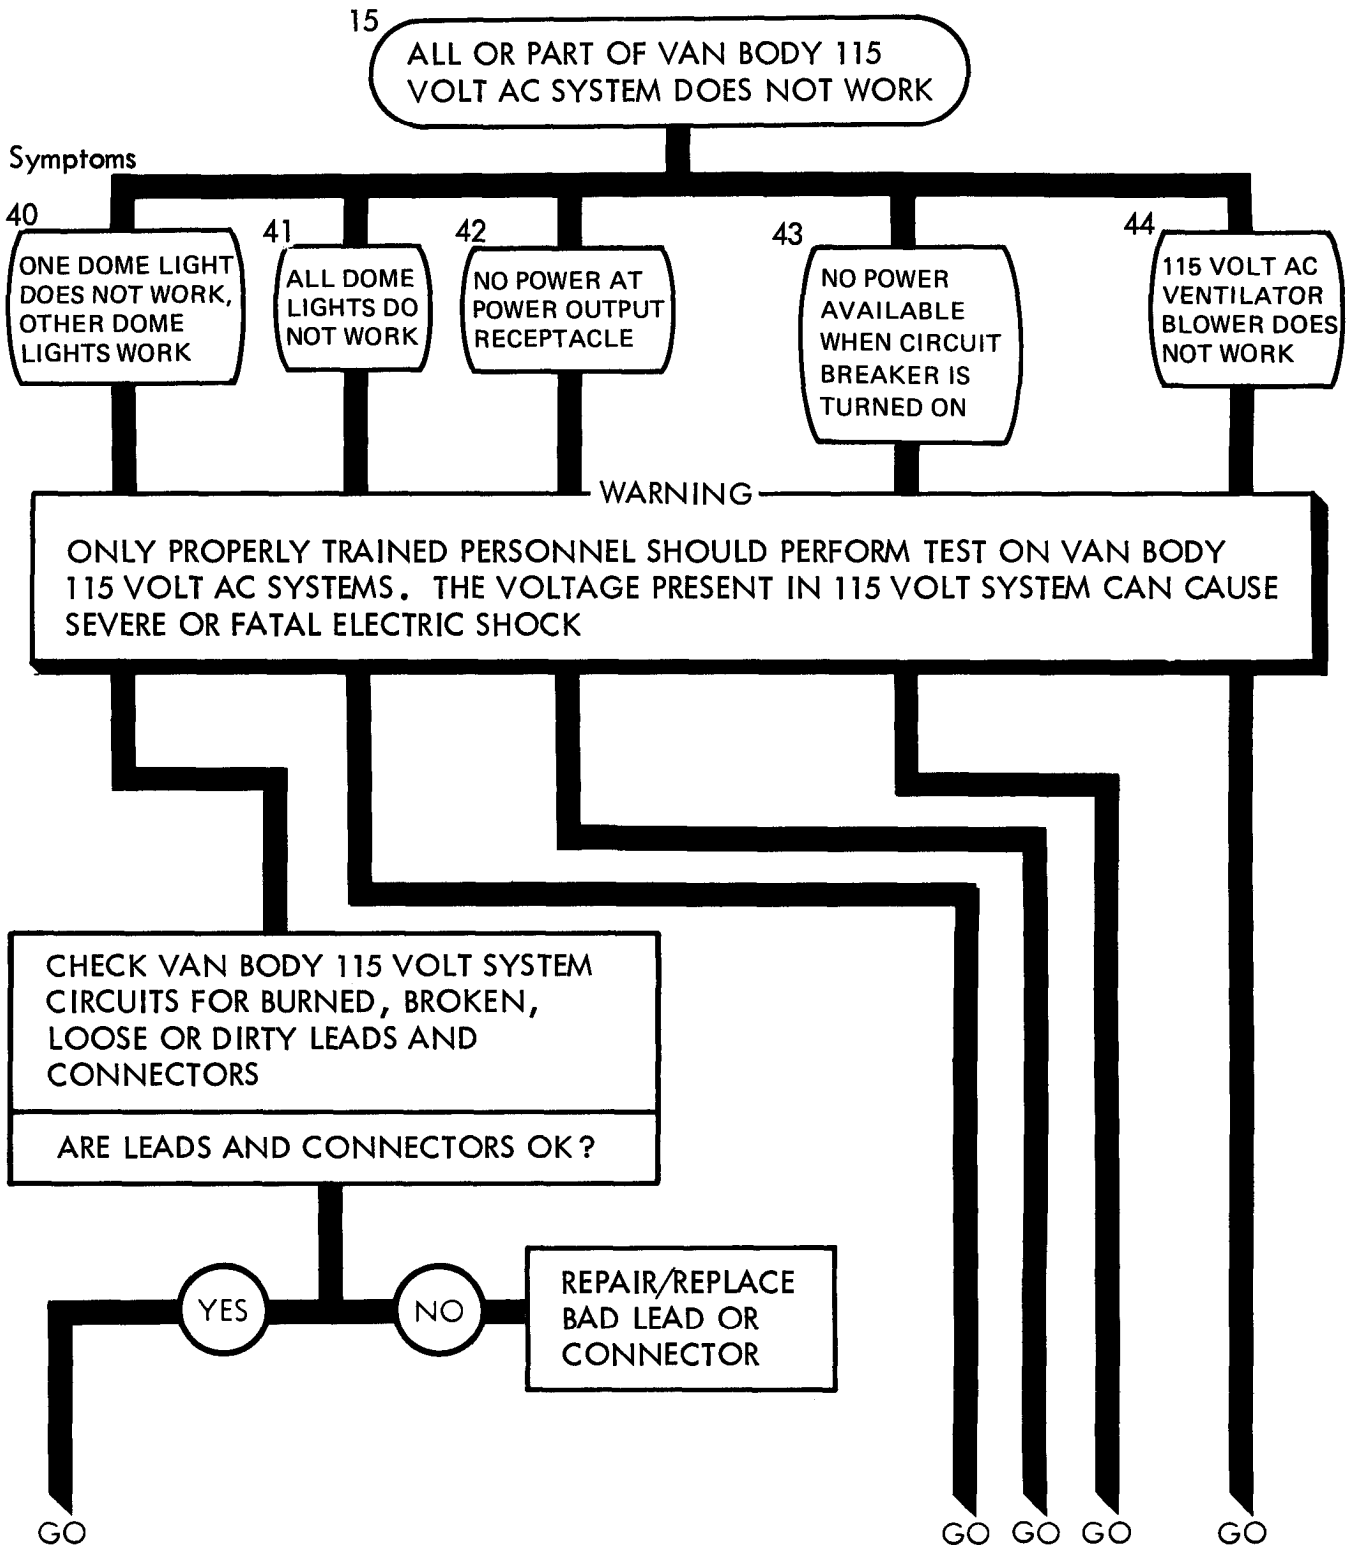 15
ALL OR PART OF VAN BODY 115
VOLT AC SYSTEM DOES NOT WORK
Symptoms
40
ONE DOME LIGHT
DOES NOT WORK,
OTHER DOME
LIGHTS WORK
41
ALL DOME
LIGHTS DO
NOT WORK
42
NO POWER AT
POWER OUTPUT
RECEPTACLE
43
NO POWER
AVAILABLE
WHEN CIRCUIT
BREAKER IS
TURNED ON
44
115 VOLT AC
VENTILATOR
BLOWER DOES
NOT WORK
WARNING
ONLY PROPERLY TRAINED PERSONNEL SHOULD PERFORM TEST ON VAN BODY
115 VOLT AC SYSTEMS. THE VOLTAGE PRESENT IN 115 VOLT SYSTEM CAN CAUSE
SEVERE OR FATAL ELECTRIC SHOCK
CHECK VAN BODY 115 VOLT SYSTEM
CIRCUITS FOR BURNED, BROKEN,
LOOSE OR DIRTY LEADS AND
CONNECTORS
ARE LEADS AND CONNECTORS OK?
YES
NO
REPAIR/REPLACE
BAD LEAD OR
CONNECTOR
GO
GO
GO
GO
GO